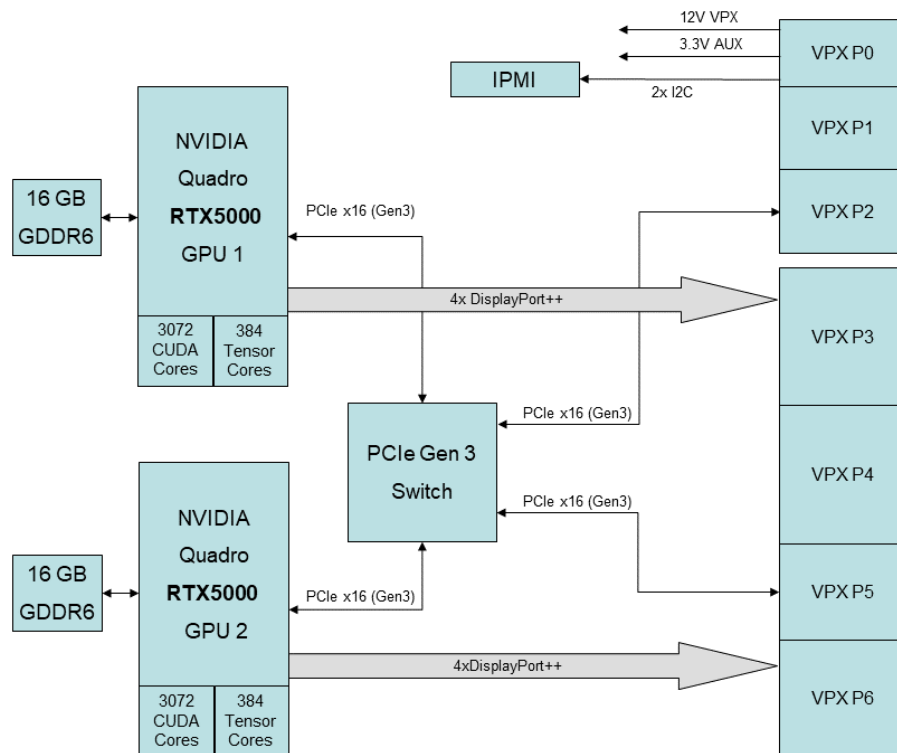 12V VPX
3.3V AUX
VPX P0
IPMI
2x I2C
VPX P1
VPX P2
NVIDIA
Quadro
RTX5000
GPU 1
16 GB
GDDR6
PCIe x16 (Gen3)
4x DisplayPort++
3072
CUDA
Cores
384
Tensor
Cores
VPX P3
PCIe x16 (Gen3)
PCIe Gen 3
Switch
VPX P4
PCIe x16 (Gen3)
NVIDIA
Quadro
RTX5000
GPU 2
16 GB
GDDR6
PCIe x16 (Gen3)
VPX P5
4xDisplayPort++
VPX P6
3072
CUDA
Cores
384
Tensor
Cores